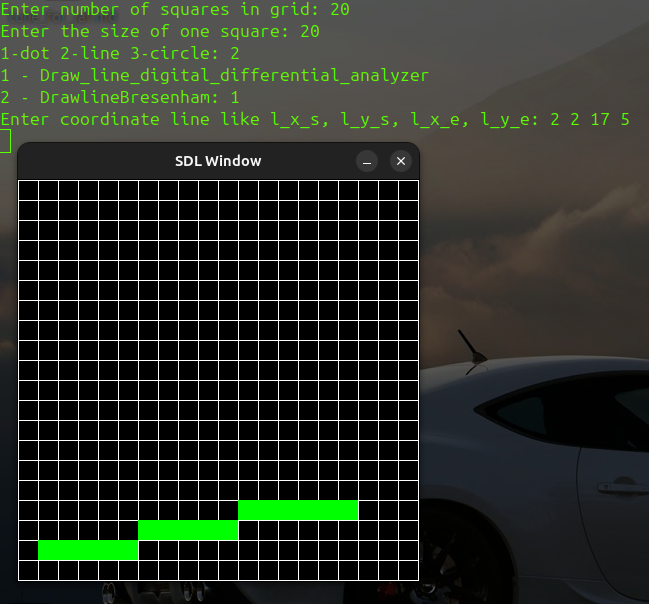 Enter number of squares in grid: 20
Enter the size of one square: 20
1-dot 2-line 3-circle: 2
1 - Draw_line_digital_differential_analyzer
2 - DrawlineBresenham: 1
Enter coordinate line like l_x_s, l_y_s, l_x_e, l_y_e: 2 2 17 5
SDL Window